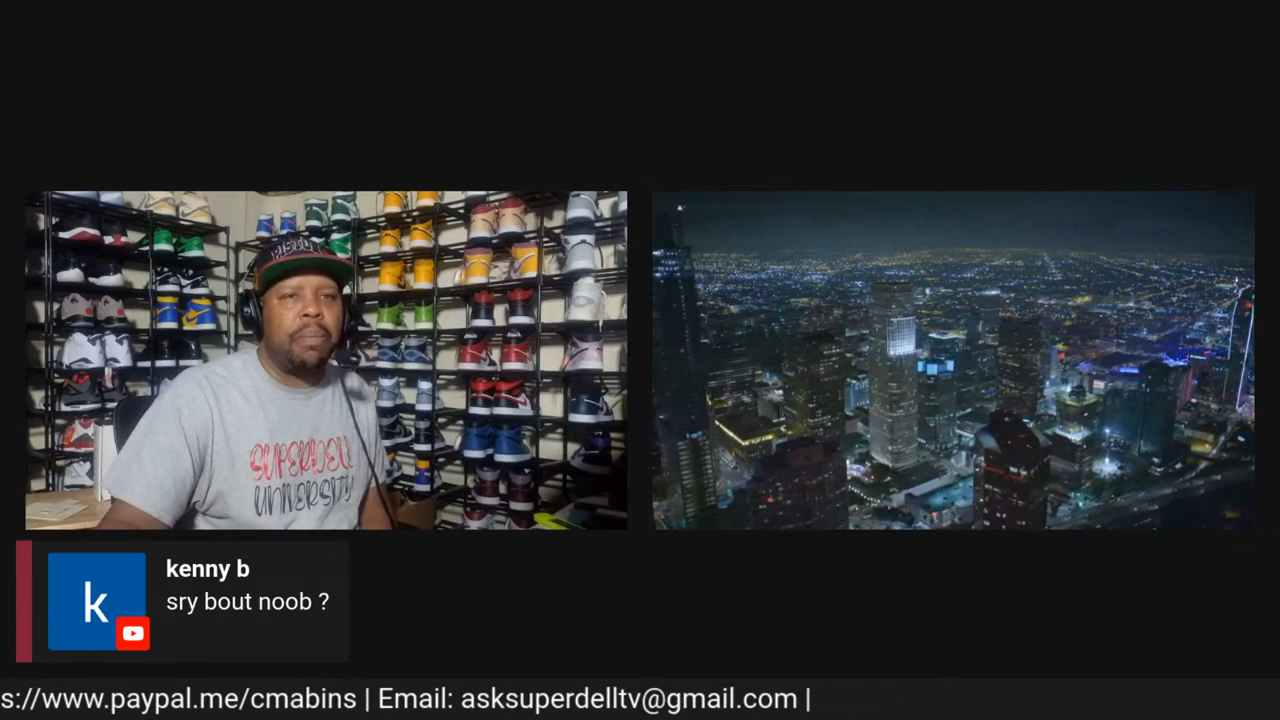 SUPERDELL
UNIVERSITY
k
kenny b
sry bout noob ?
s://www.paypal.me/cmabins | Email: asksuperdelltv@gmail.com |